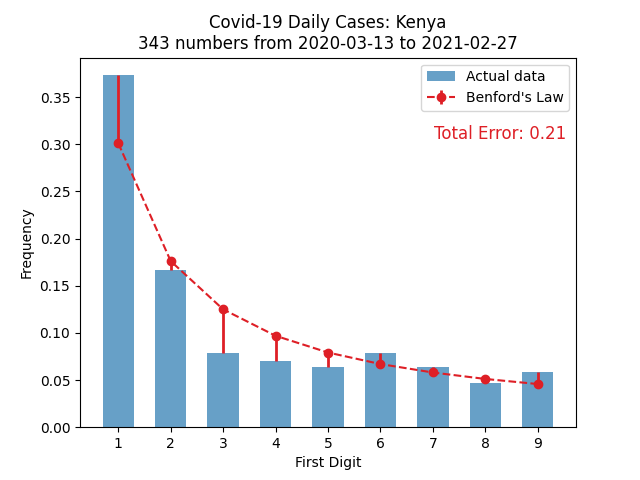 Covid-19 Daily Cases: Kenya
343 numbers from 2020-03-13 to 2021-02-27
Actual data
Benford's Law
Total Error: 0.21
Frequency
0.35
0.30
0.25
0.20
0.15
0.10
0.05
0.00
1 2 3 4 5 6 7 8 9
First Digit